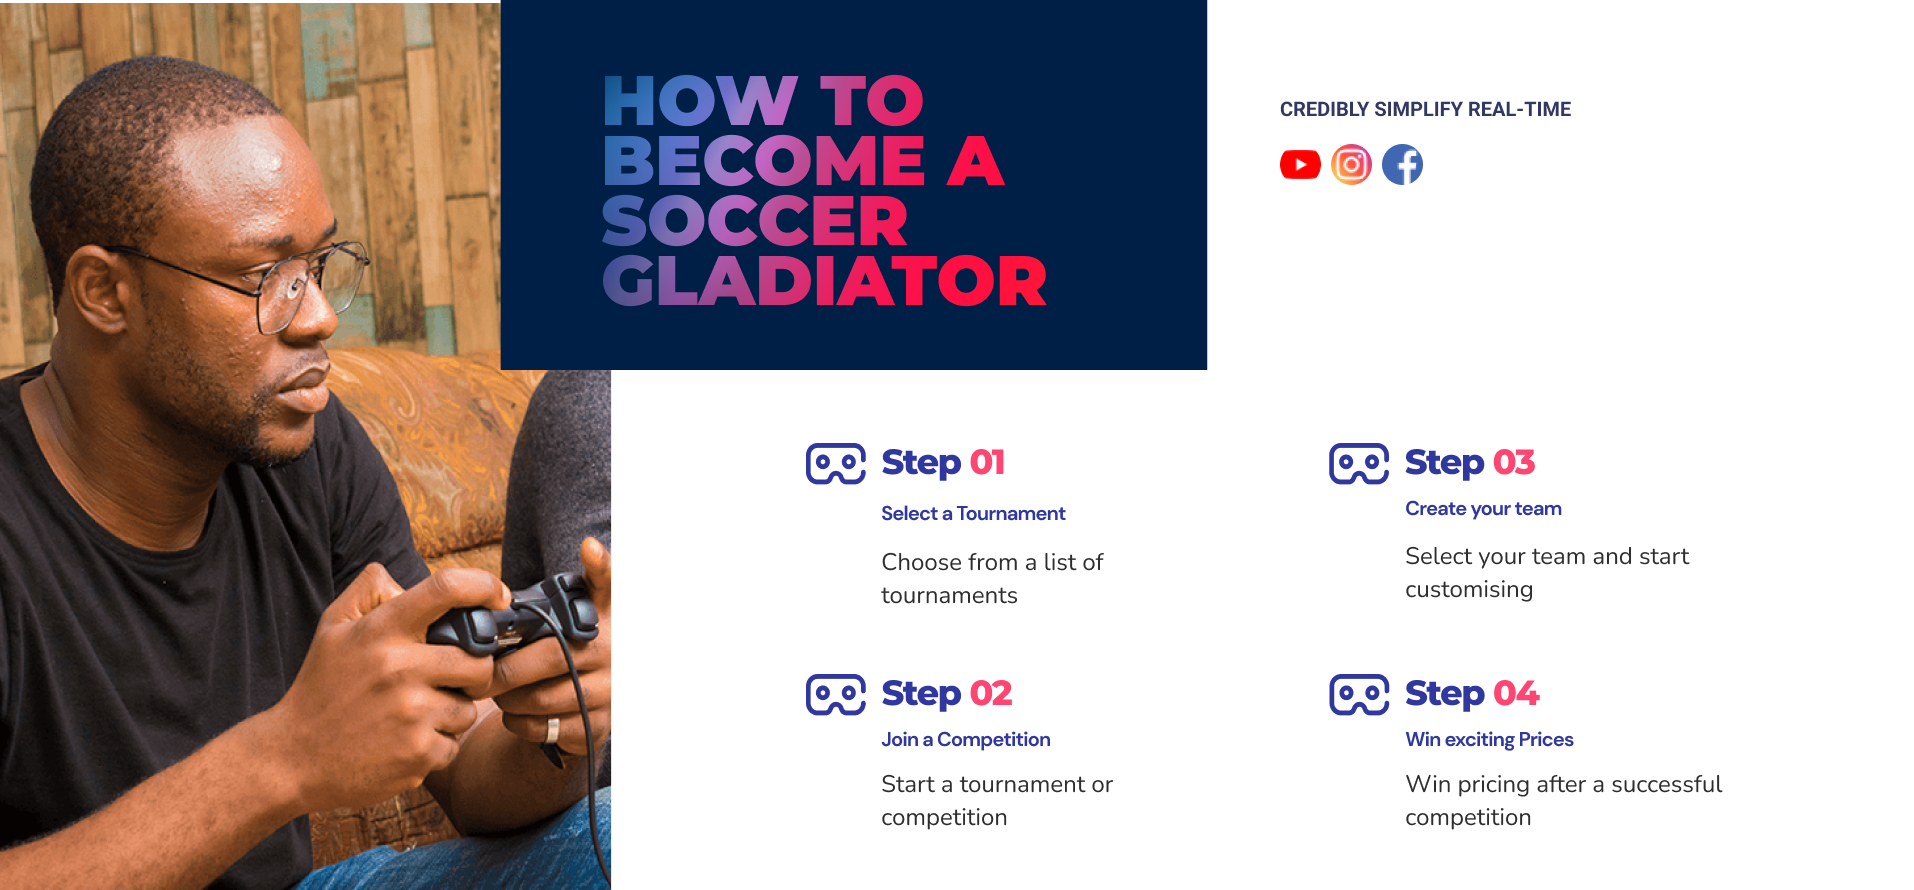 HOW TO
BECOME A
SOCCER
GLADIATOR
CREDIBLY SIMPLIFY REAL-TIME
Step 01
Select a Tournament
Choose from a list of
tournaments
Step 02
Join a Competition
Start a tournament or
competition
Step 03
Create your team
Select your team and start
customising
Step 04
Win exciting Prices
Win pricing after a successful
competition